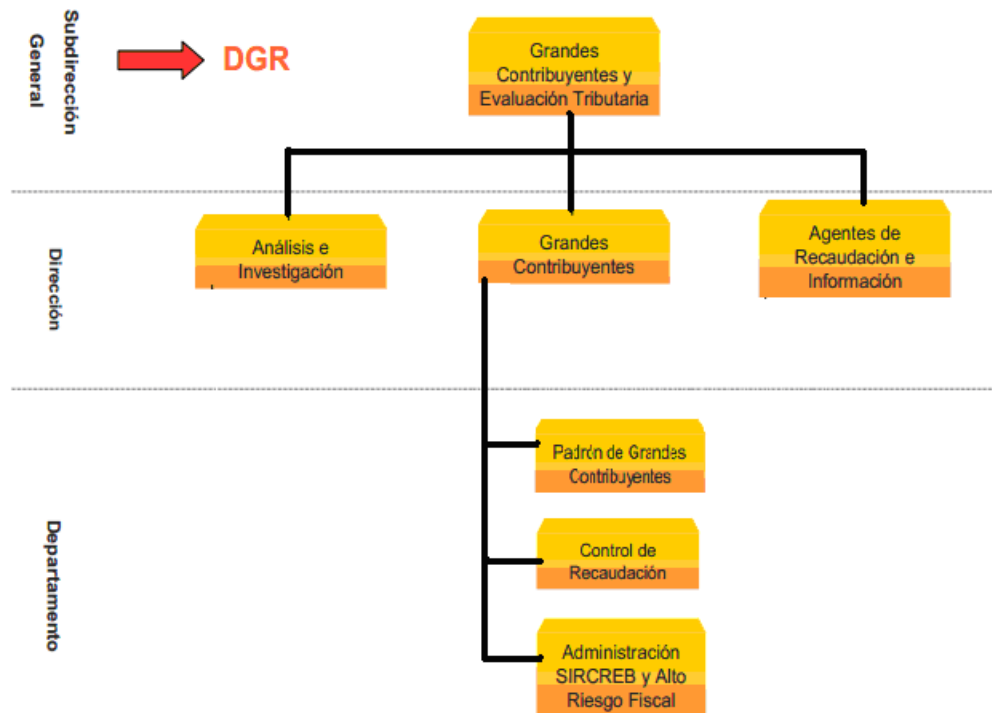 Subdirección
General
DGR
Grandes
Contribuyentes y
Evaluación Tributaria
Dirección
Análisis e
Investigación
Grandes
Contribuyentes
Agentes de
Recaudación e
Información
Departamento
Padrón de Grandes
Contribuyentes
Control de
Recaudación
Administración
SIRCREB y Alto
Riesgo Fiscal